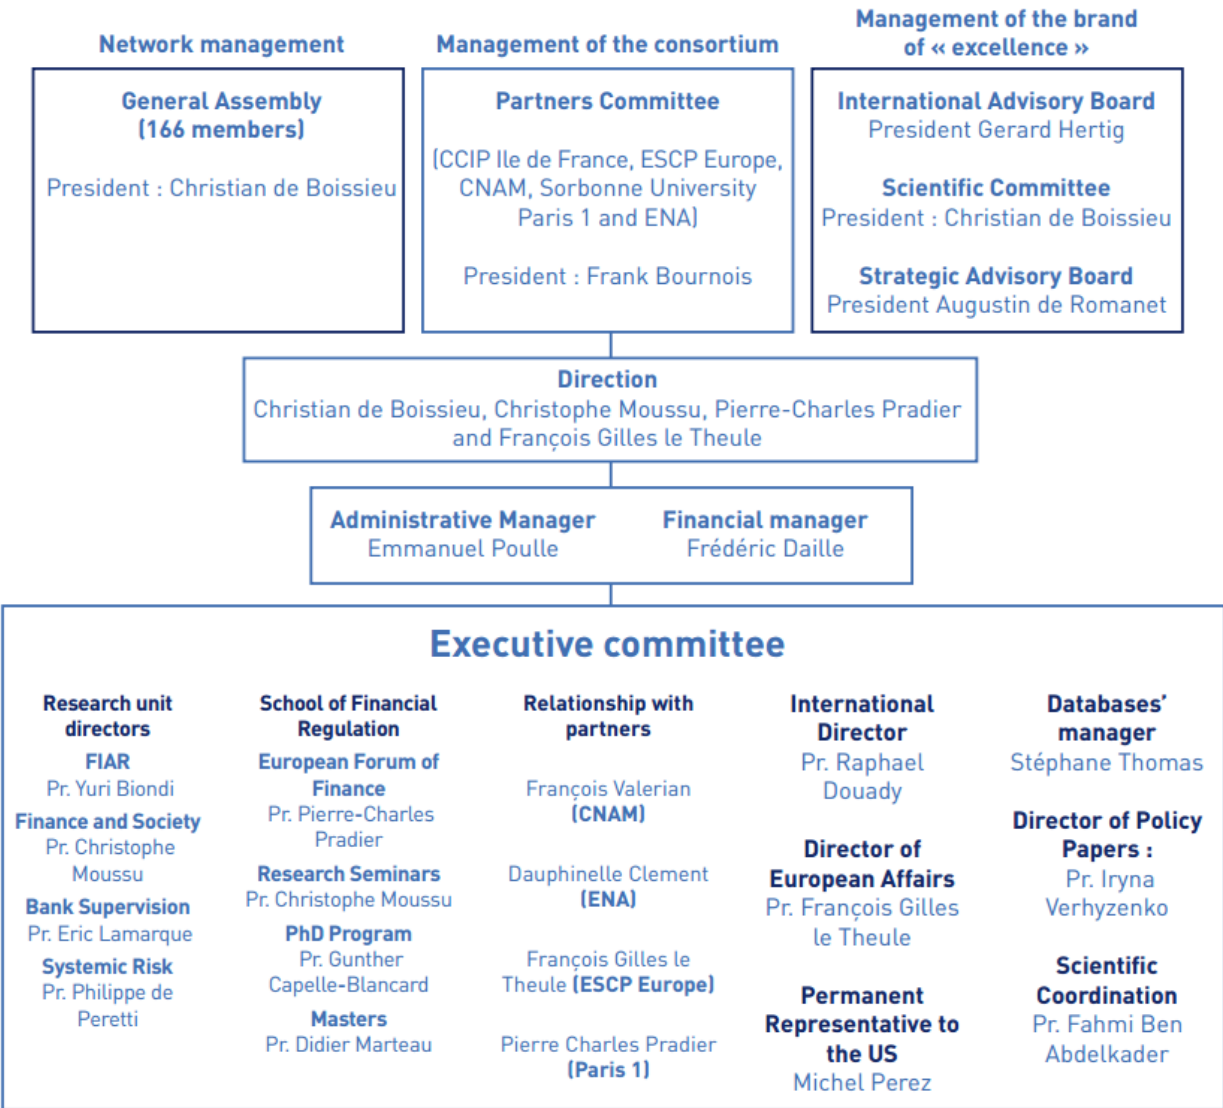 Network management
General Assembly
(166 members)
President : Christian de Boissieu
Management of the consortium
Partners Committee
(CCIP Ile de France, ESCP Europe,
CNAM, Sorbonne University
Paris 1 and ENA)
President : Frank Bournois
Management of the brand
of « excellence »
International Advisory Board
President Gerard Hertig
Scientific Committee
President : Christian de Boissieu
Strategic Advisory Board
President Augustin de Romanet
Direction
Christian de Boissieu, Christophe Moussu, Pierre-Charles Pradier
and François Gilles le Theule
Administrative Manager
Emmanuel Poulle
Financial manager
Frédéric Daille
Executive committee
Research unit
directors
FIAR
Pr. Yuri Biondi
Finance and Society
Pr. Christophe
Moussu
Bank Supervision
Pr. Eric Lamarque
Systemic Risk
Pr. Philippe de
Peretti
School of Financial
Regulation
European Forum of
Finance
Pr. Pierre-Charles
Pradier
Research Seminars
Pr. Christophe Moussu
PhD Program
Pr. Gunther
Capelle-Blancard
Masters
Pr. Didier Marteau
Relationship with
partners
François Valerian
(CNAM)
Dauphinelle Clement
(ENA)
François Gilles le
Theule (ESCP Europe)
Pierre Charles Pradier
(Paris 1)
International
Director
Pr. Raphael
Douady
Director of
European Affairs
Pr. François Gilles
le Theule
Permanent
Representative to
the US
Michel Perez
Databases’
manager
Stéphane Thomas
Director of Policy
Papers :
Pr. Iryna
Verhyzenko
Scientific
Coordination
Pr. Fahmi Ben
Abdelkader